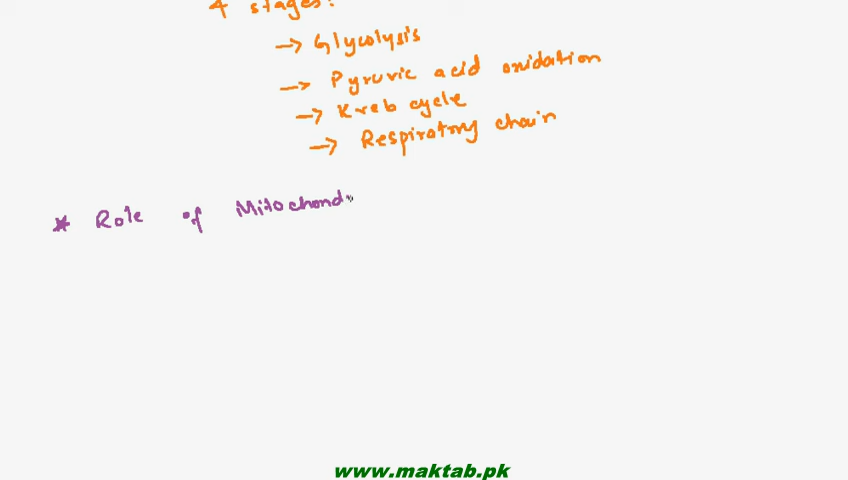 4 stages:
→ Glycolysis
→ Pyruvic acid oxidation
→ Kreb cycle
→ Respiratory chain
* Role of Mitochond
www.maktab.pk